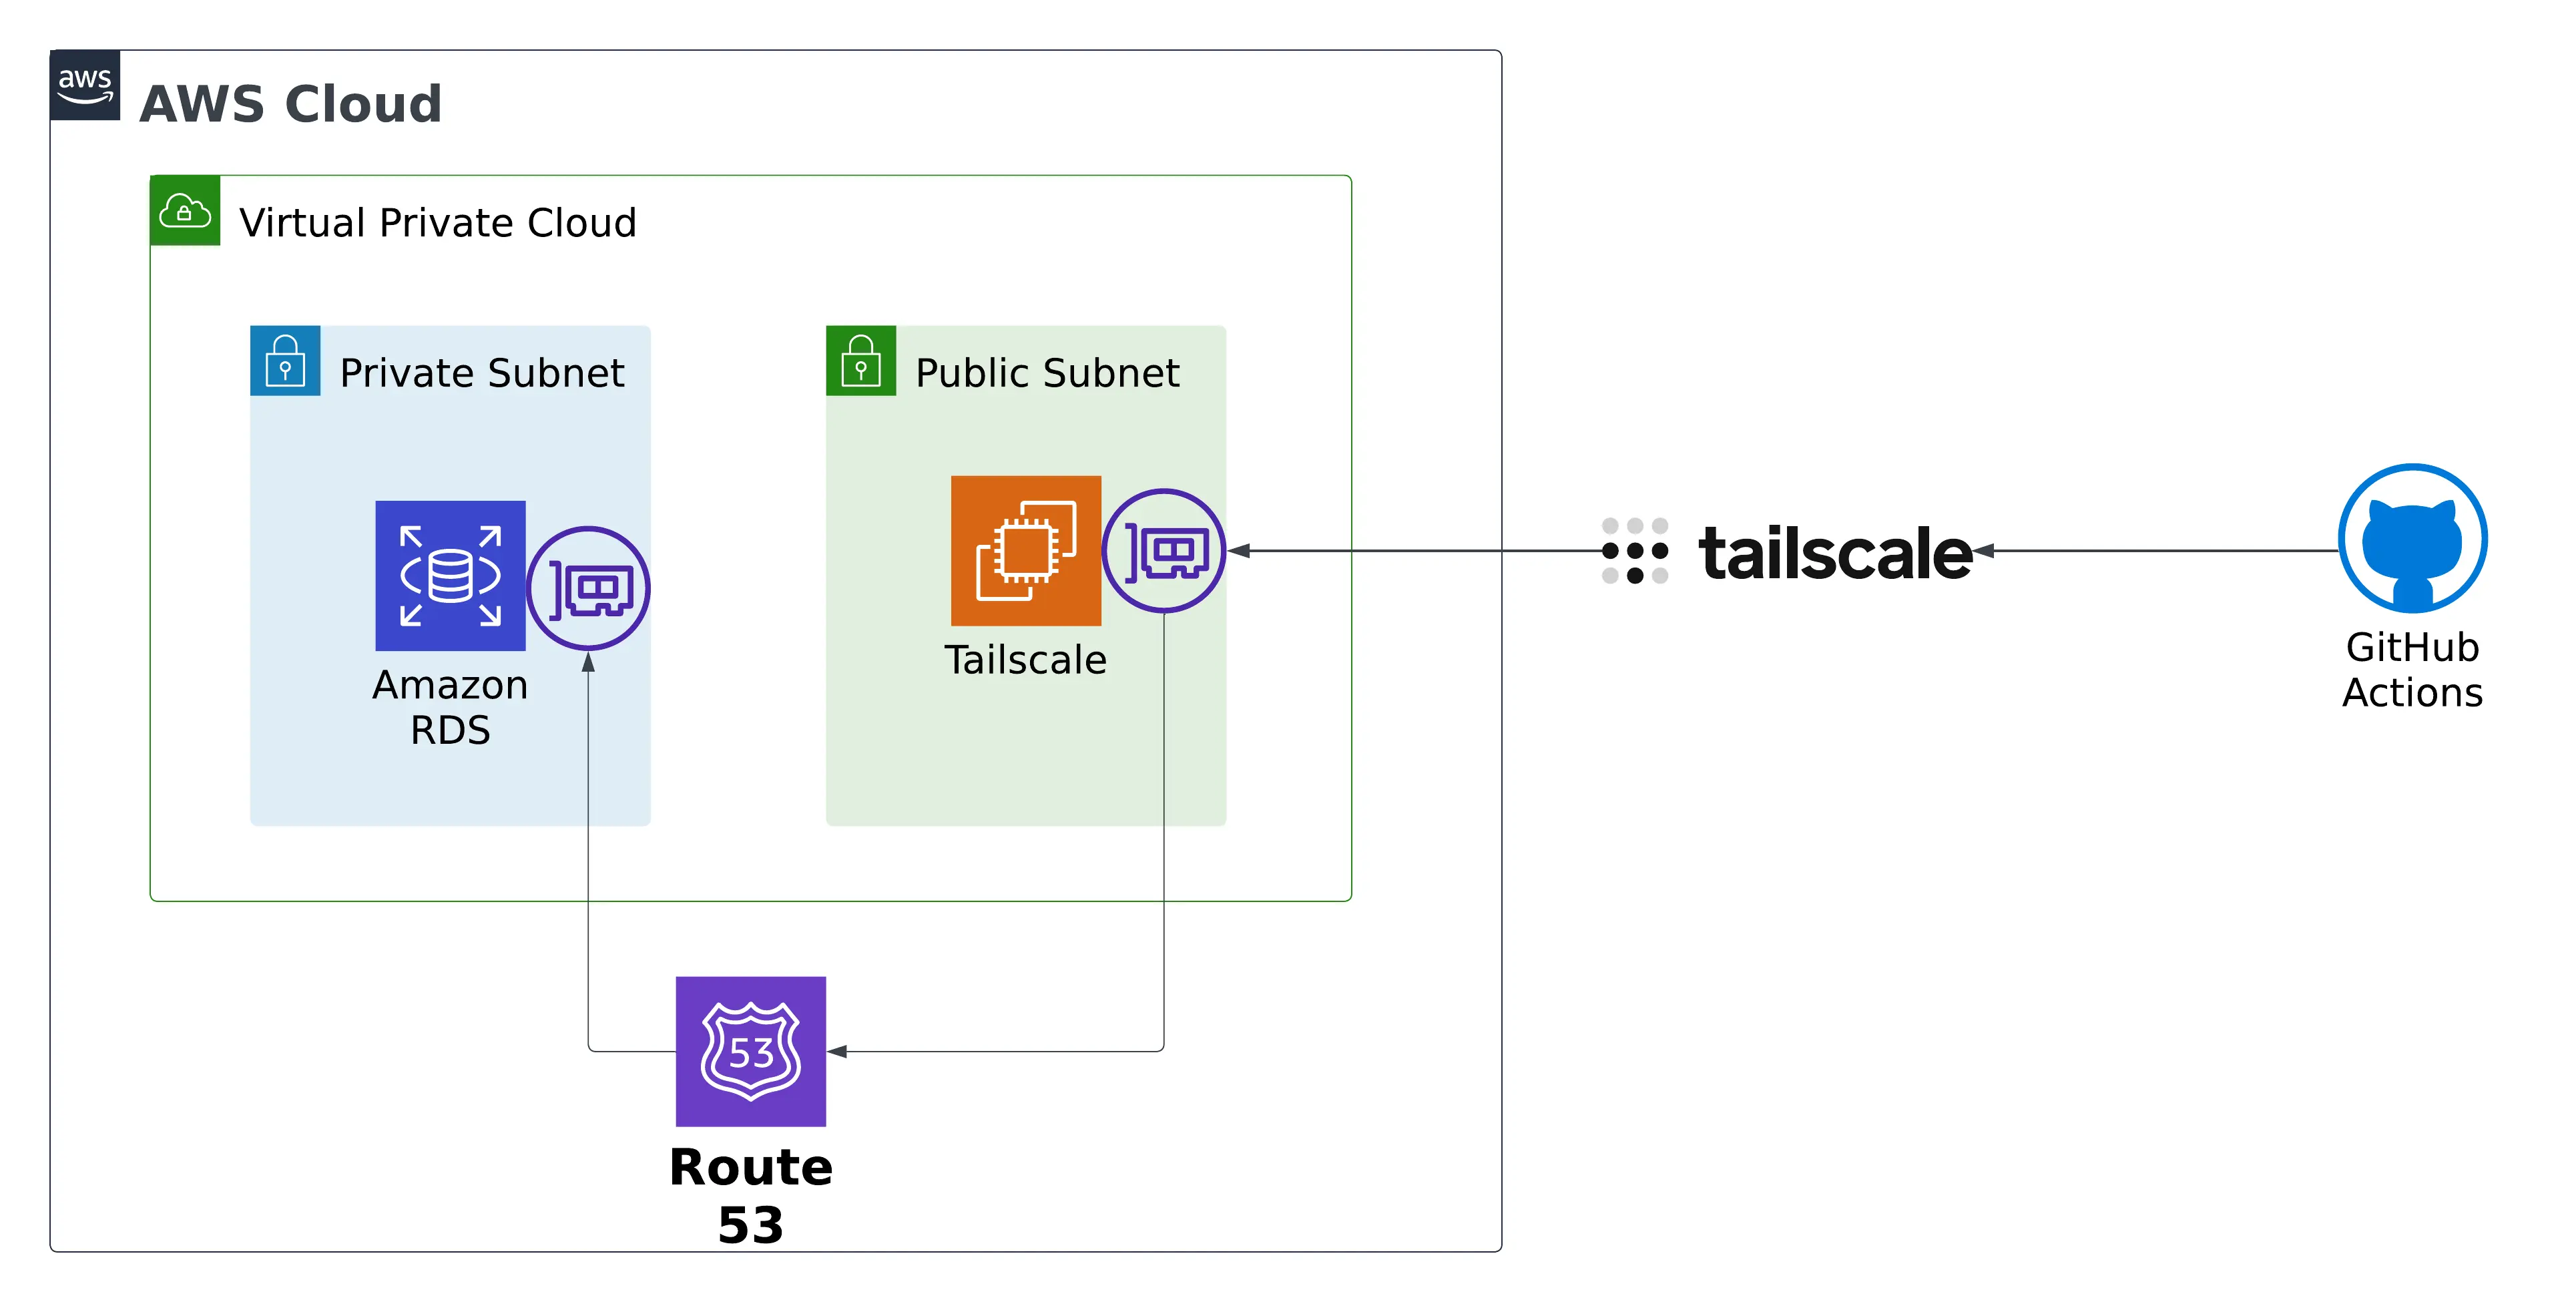 aws
AWS Cloud
Virtual Private Cloud
Private Subnet
Public Subnet
Amazon
RDS
Tailscale
tailscale
GitHub
Actions
53
Route
53